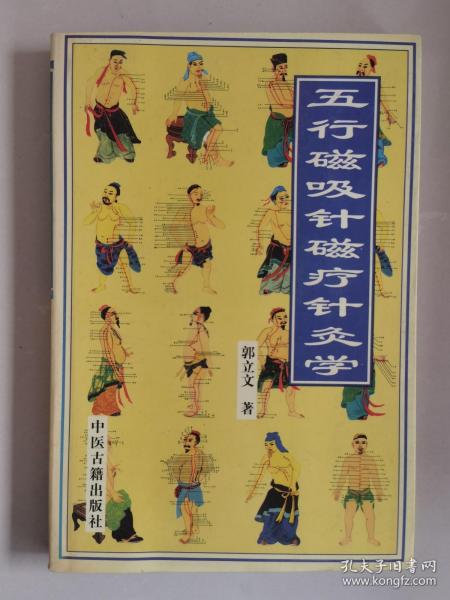 五行磁吸针磁疗针灸学
郭立文 著
中医古籍出版社
孔夫子旧书网
www.kongfz.com